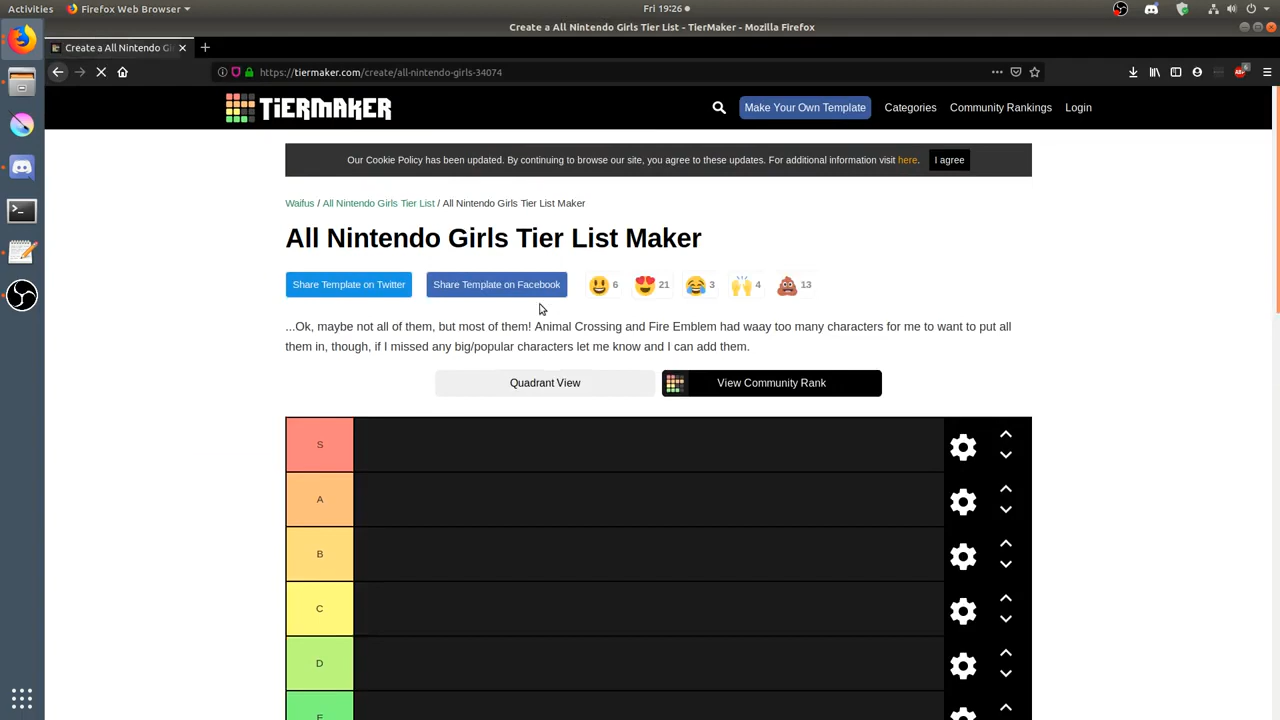 Activities Firefox Web Browser Fri 19:26
Create a All Nintendo Girls Tier List - TierMaker - Mozilla Firefox
Create a All Nintendo Gi
https://tiermaker.com/create/all-nintendo-girls-34074
6
TIERMAKER Make Your Own Template Categories Community Rankings Login
Our Cookie Policy has been updated. By continuing to browse our site, you agree to these updates. For additional information visit here. I agree
Waifus / All Nintendo Girls Tier List / All Nintendo Girls Tier List Maker
All Nintendo Girls Tier List Maker
Share Template on Twitter Share Template on Facebook 6 21 3 4 13
...Ok, maybe not all of them, but most of them! Animal Crossing and Fire Emblem had waay too many characters for me to want to put all
them in, though, if I missed any big/popular characters let me know and I can add them.
Quadrant View View Community Rank
S
A
B
C
D
E